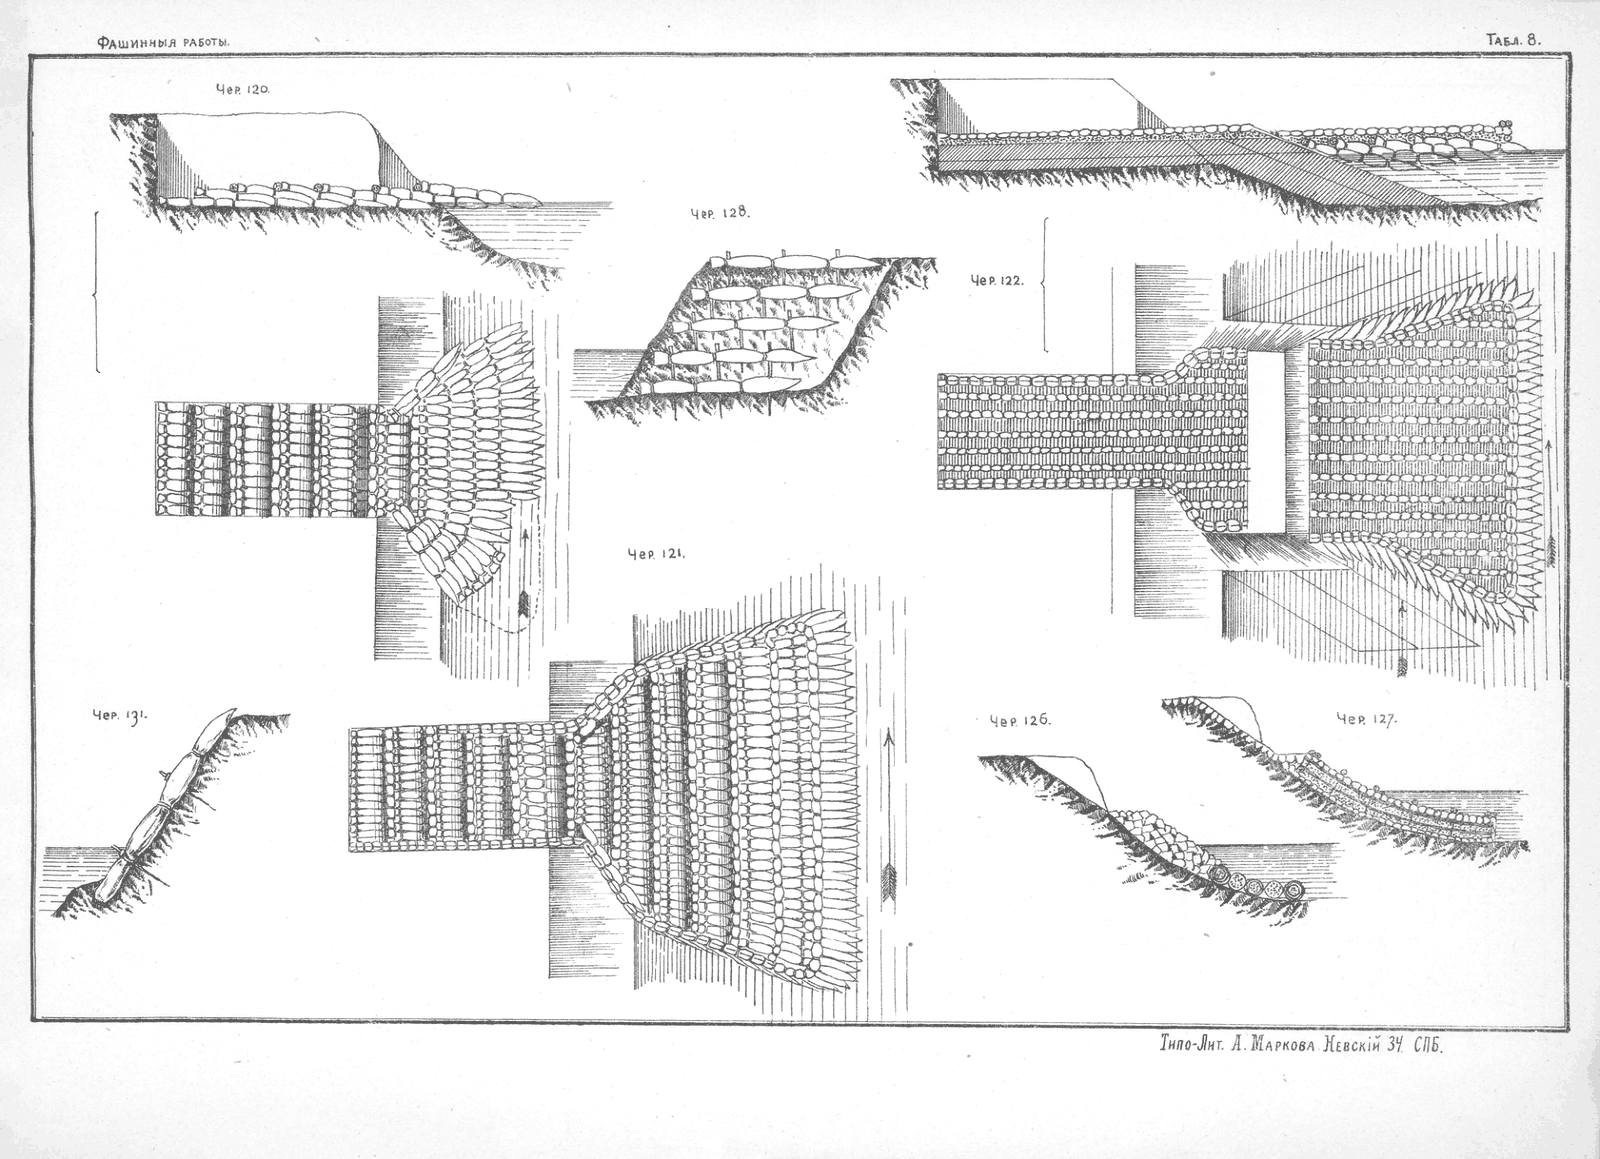 Фашинныя работы.
Табл. 8.
Чер. 120.
Чер. 128.
Чер. 122.
Чер. 121.
Чер. 131.
Чер. 126.
Чер. 127.
Типо-Лит. А. Маркова Невскій 34. СПБ.